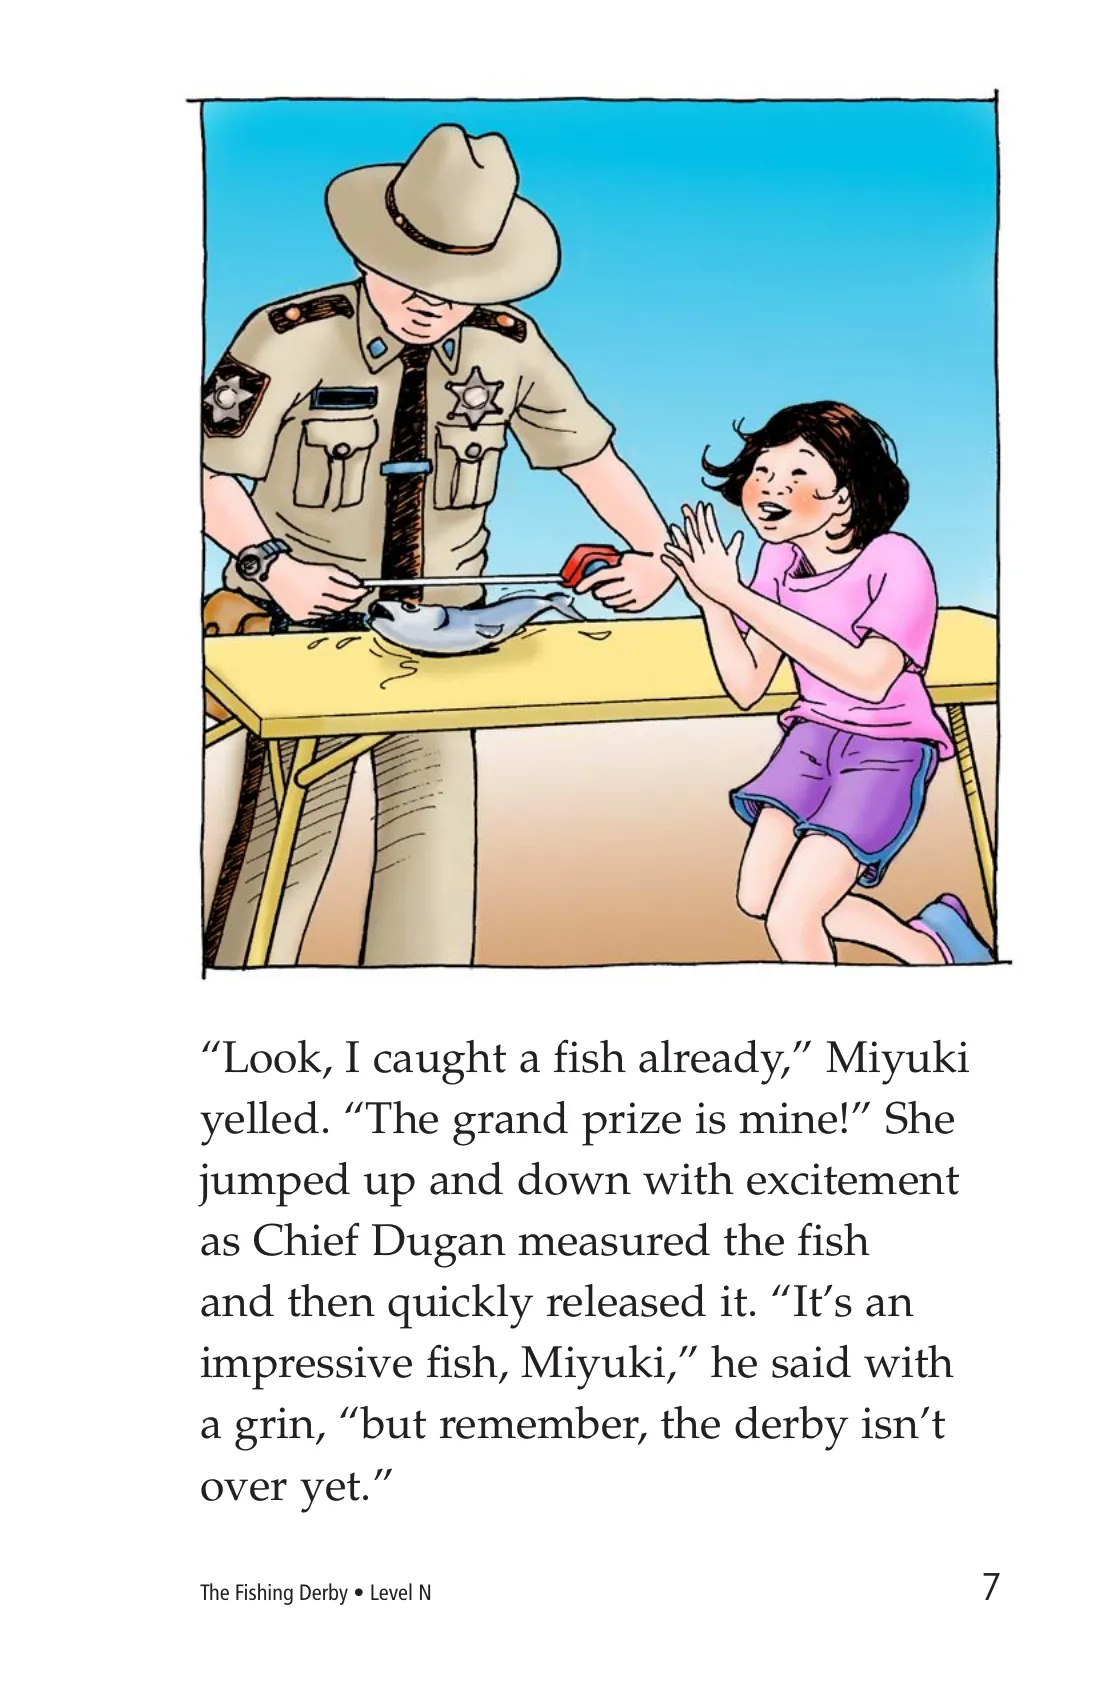 “Look, I caught a fish already,” Miyuki
yelled. “The grand prize is mine!” She
jumped up and down with excitement
as Chief Dugan measured the fish
and then quickly released it. “It’s an
impressive fish, Miyuki,” he said with
a grin, “but remember, the derby isn’t
over yet.”
The Fishing Derby • Level N
7